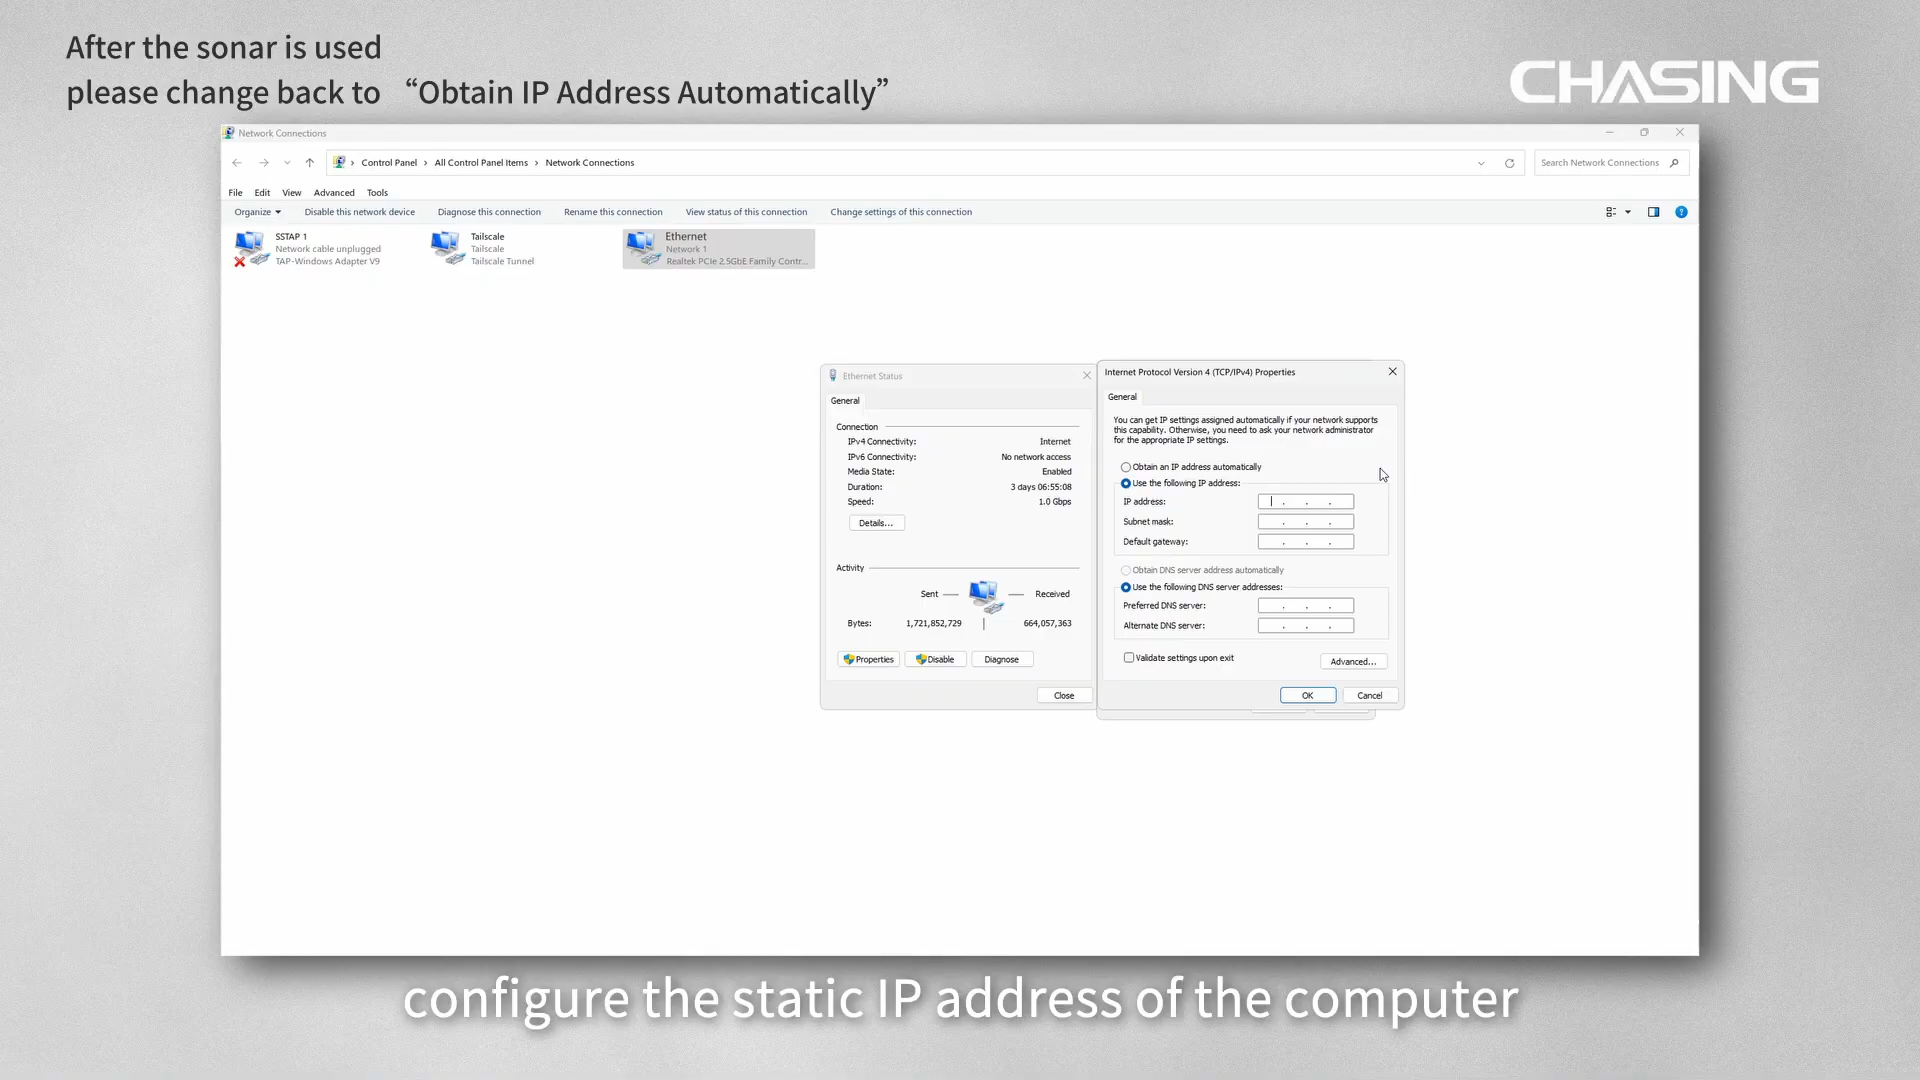 After the sonar is used
please change back to “Obtain IP Address Automatically”
CHASING
Network Connections
Control Panel > All Control Panel Items > Network Connections
Search Network Connections
File Edit View Advanced Tools
Organize Disable this network device Diagnose this connection Rename this connection View status of this connection Change settings of this connection
SSTAP 1
Network cable unplugged
TAP-Windows Adapter V9
Tailscale
Tailscale
Tailscale Tunnel
Ethernet
Network 1
Realtek PCIe 2.5GbE Family Contr...
Ethernet Status
General
Connection
IPv4 Connectivity: Internet
IPv6 Connectivity: No network access
Media State: Enabled
Duration: 3 days 06:55:08
Speed: 1.0 Gbps
Details...
Activity
Sent — Received
Bytes: 1,721,852,729 | 664,057,363
Properties Disable Diagnose
Close
Internet Protocol Version 4 (TCP/IPv4) Properties
General
You can get IP settings assigned automatically if your network supports
this capability. Otherwise, you need to ask your network administrator
for the appropriate IP settings.
Obtain an IP address automatically
Use the following IP address:
IP address: . . .
Subnet mask: . . .
Default gateway: . . .
Obtain DNS server address automatically
Use the following DNS server addresses:
Preferred DNS server: . . .
Alternate DNS server: . . .
Validate settings upon exit
Advanced...
OK Cancel
configure the static IP address of the computer